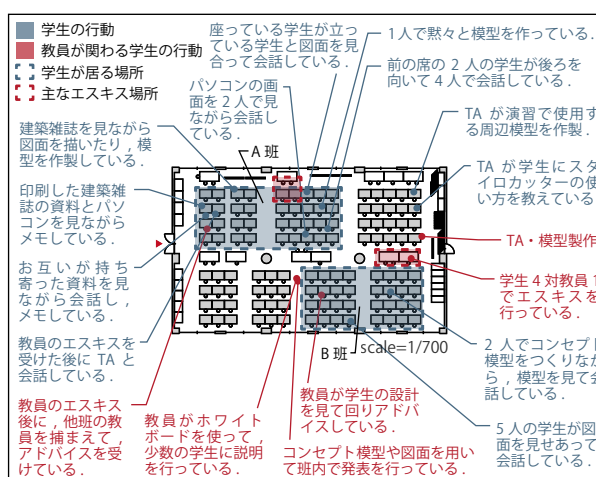 学生の行動
教員が関わる学生の行動
学生が居る場所
主なエスキス場所
座っている学生が立っ
ている学生と図面を見
合って会話している .
1人で黙々と模型を作っている .
前の席の 2 人の学生が後ろを
向いて 4 人で会話している .
パソコンの画
面を 2 人で見
ながら会話し
ている .
建築雑誌を見ながら
図面を描いたり , 模
型を作製している .
A 班
TA が演習で使用す
る周辺模型を作製 .
TA が学生にスタ
イロカッターの使
い方を教えている
印刷した建築雑
誌の資料とパソ
コンを見ながら
メモしている .
TA・模型製作
お互いが持ち
寄った資料を見
ながら会話し ,
メモしている .
学生 4 対教員 1
でエスキスを
行っている .
教員のエスキスを
受けた後に TA と
会話している .
B 班
scale=1/700
2 人でコンセプト
模型をつくりなが
ら , 模型を見て会
話している .
教員のエスキス
後に , 他班の教
員を捕まえて ,
アドバイスを受
けている .
教員がホワイト
ボードを使って ,
少数の学生に説明
を行っている .
教員が学生の設計
を見て回りアドバ
イスしている .
コンセプト模型や図面を用い
て班内で発表を行っている .
5 人の学生が図
面を見せあって
会話している .